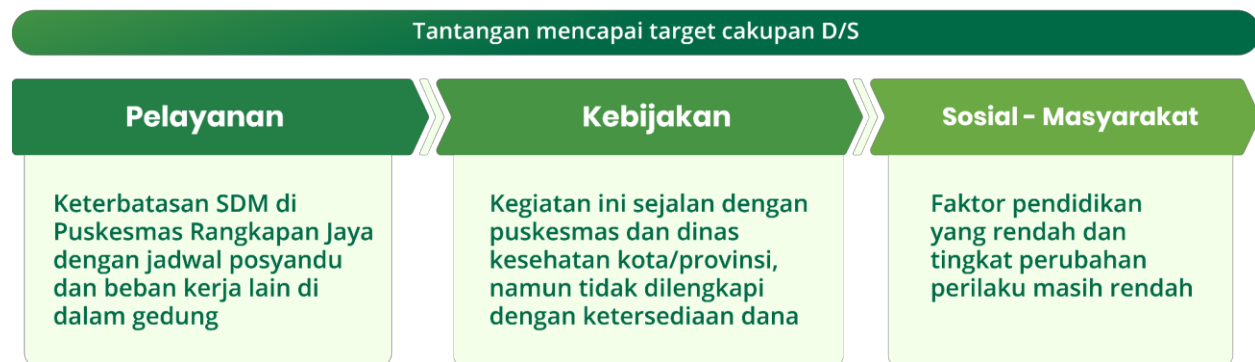 Tantangan mencapai target cakupan D/S
Pelayanan
Keterbatasan SDM di
Puskesmas Rangkapan Jaya
dengan jadwal posyandu
dan beban kerja lain di
dalam gedung
Kebijakan
Kegiatan ini sejalan dengan
puskesmas dan dinas
kesehatan kota/provinsi,
namun tidak dilengkapi
dengan ketersediaan dana
Sosial - Masyarakat
Faktor pendidikan
yang rendah dan
tingkat perubahan
perilaku masih rendah